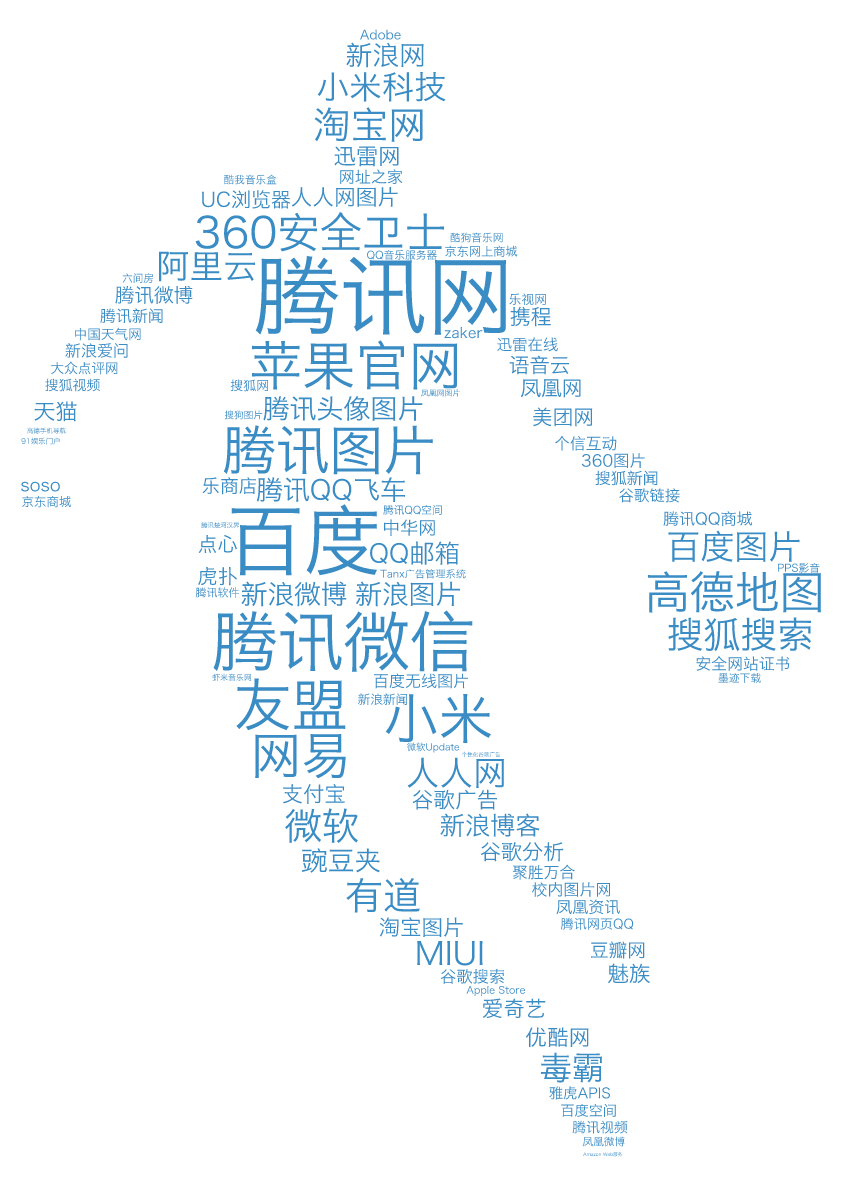 Adobe
新浪网
小米科技
淘宝网
迅雷网
网址之家
酷我音乐盒
UC浏览器
人人网图片
360安全卫士
酷狗音乐网
京东网上商城
QQ音乐服务器
阿里云
腾讯网
六间房
腾讯微博
乐视网
携程
腾讯新闻
zaker
中国天气网
新浪爱问
迅雷在线
苹果官网
语音云
大众点评网
搜狐视频
搜狐网
凤凰网
凤凰网图片
天猫
搜狗图片
腾讯头像图片
美团网
高德手机导航
91娱乐门户
腾讯图片
个信互动
360图片
搜狐新闻
谷歌链接
soso
乐商店
腾讯QQ飞车
京东商城
腾讯QQ空间
腾讯QQ商城
腾讯楚河汉界
百度
中华网
点心
QQ邮箱
百度图片
PPS影音
虎扑
Tanx广告管理系统
腾讯软件
新浪微博
新浪图片
高德地图
腾讯微信
搜狐搜索
安全网站证书
墨迹下载
虾米音乐网
百度无线图片
友盟
新浪新闻
小米
微软Update
网易
人人网
支付宝
谷歌广告
微软
新浪博客
豌豆夹
谷歌分析
聚胜万合
有道
校内图片网
凤凰资讯
淘宝图片
腾讯网页QQ
MIUI
豆瓣网
谷歌搜索
魅族
Apple Store
爱奇艺
优酷网
毒霸
雅虎APIS
百度空间
腾讯视频
凤凰微博